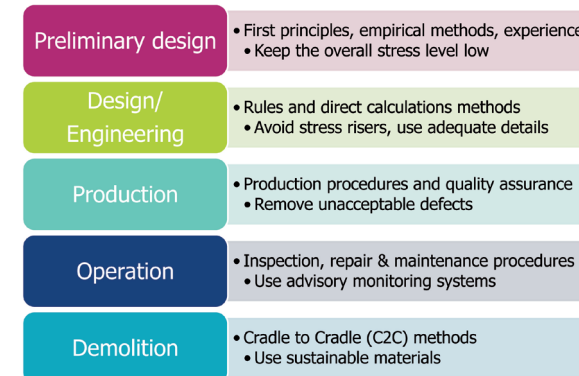 Preliminary design
• First principles, empirical methods, experience
• Keep the overall stress level low
Design/
Engineering
• Rules and direct calculations methods
• Avoid stress risers, use adequate details
Production
• Production procedures and quality assurance
• Remove unacceptable defects
Operation
• Inspection, repair & maintenance procedures
• Use advisory monitoring systems
Demolition
• Cradle to Cradle (C2C) methods
• Use sustainable materials